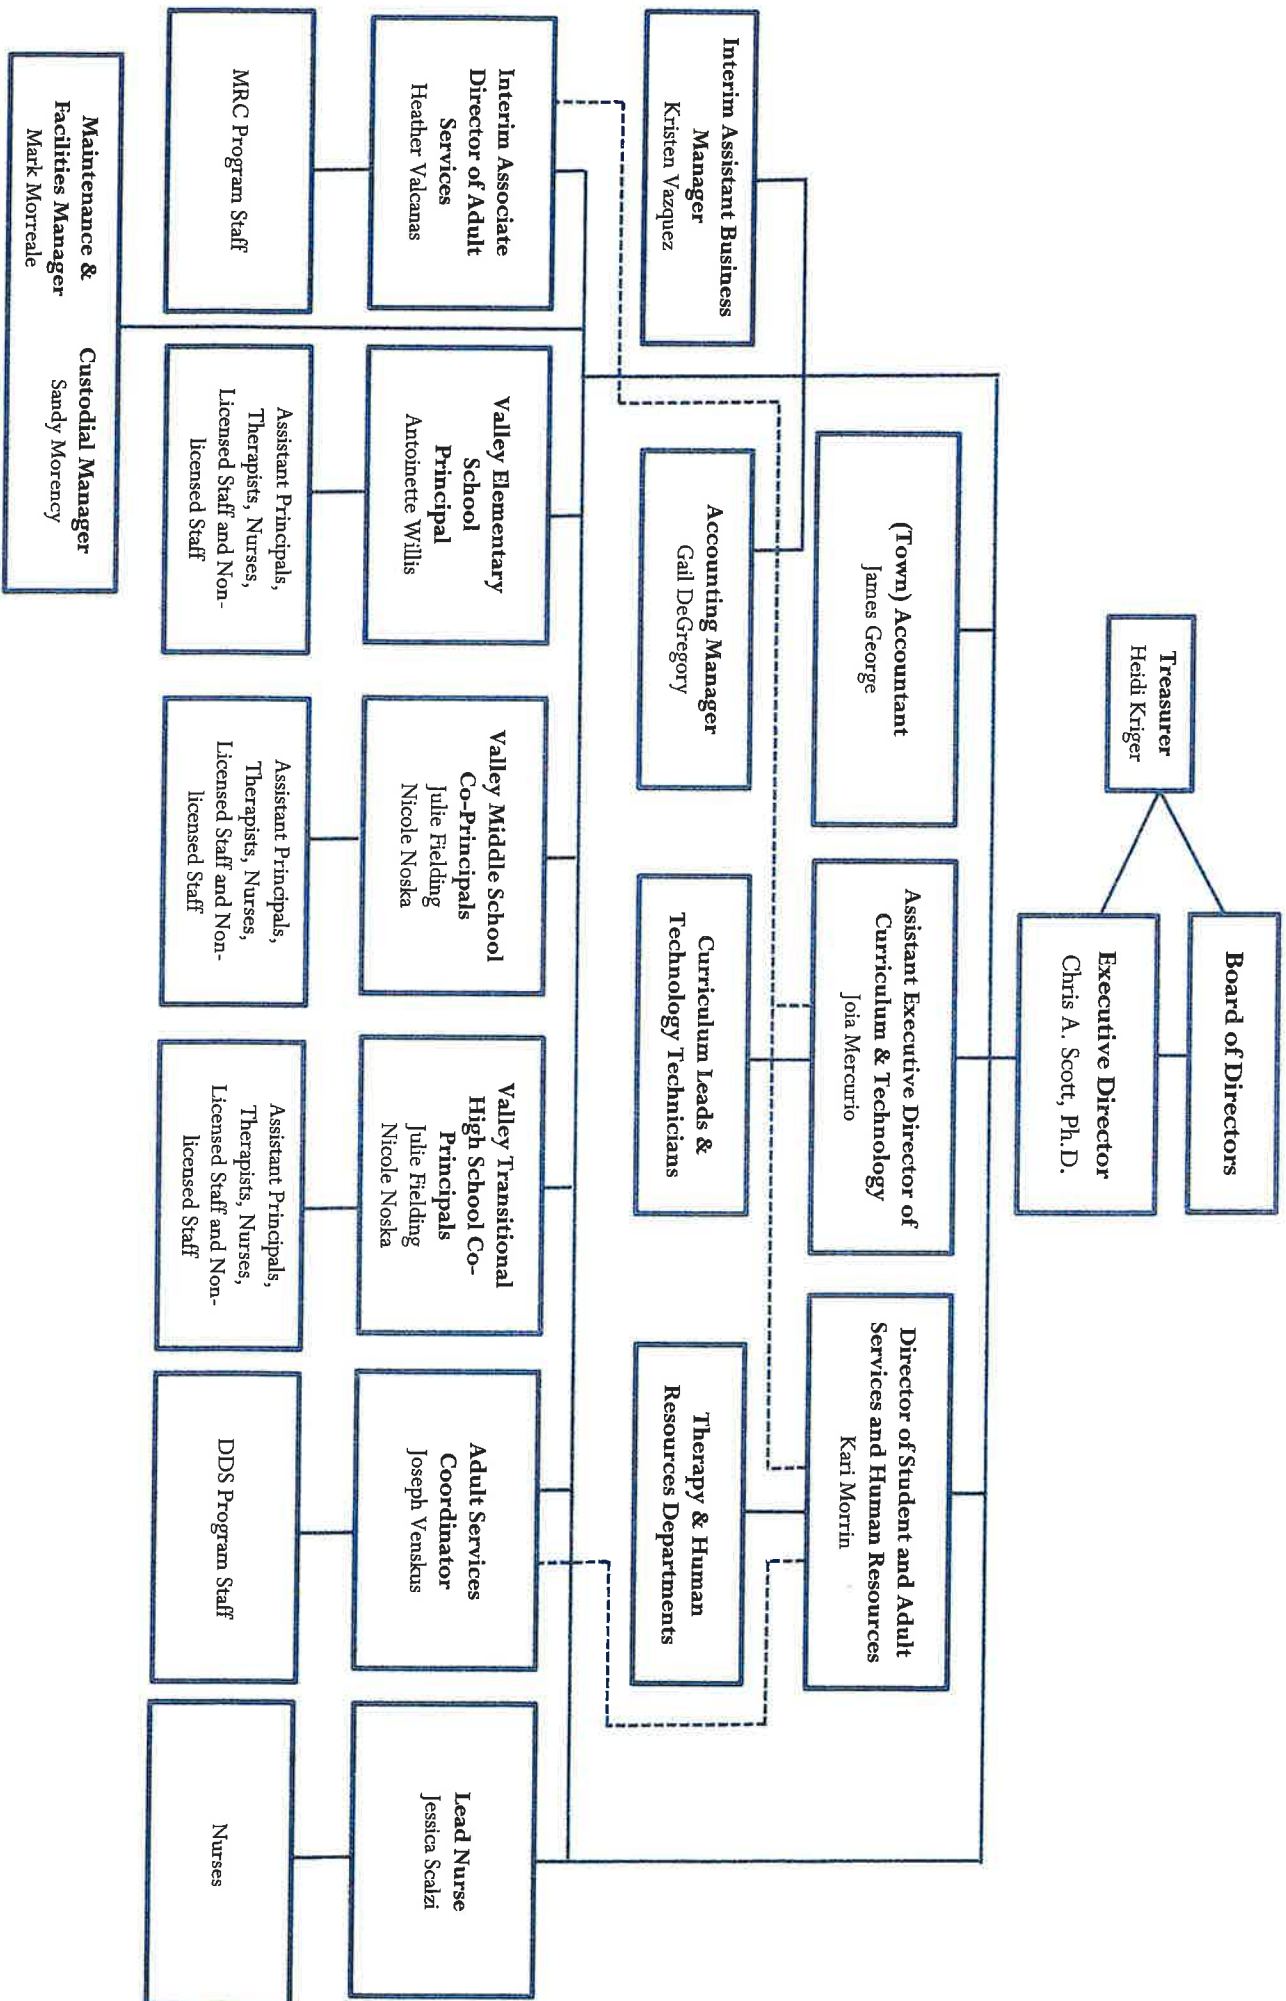 Board of Directors
Treasurer
Heidi Kriger
Executive Director
Chris A. Scott, Ph.D.
(Town) Accountant
James George
Assistant Executive Director of
Curriculum & Technology
Joia Mercurio
Director of Student and Adult
Services and Human Resources
Kari Morrin
Interim Assistant Business
Manager
Kristen Vazquez
Accounting Manager
Gail DeGregory
Curriculum Leads &
Technology Technicians
Therapy & Human
Resources Departments
Interim Associate
Director of Adult
Services
Heather Valcanas
Valley Elementary
School
Principal
Antoinette Willis
Valley Middle School
Co-Principals
Julie Fielding
Nicole Noska
Valley Transitional
High School Co-
Principals
Julie Fielding
Nicole Noska
Adult Services
Coordinator
Joseph Venskus
Lead Nurse
Jessica Scalzi
MRC Program Staff
Assistant Principals,
Therapists, Nurses,
Licensed Staff and Non-
licensed Staff
Assistant Principals,
Therapists, Nurses,
Licensed Staff and Non-
licensed Staff
Assistant Principals,
Therapists, Nurses,
Licensed Staff and Non-
licensed Staff
DDS Program Staff
Nurses
Maintenance &
Facilities Manager
Mark Morreale
Custodial Manager
Sandy Morency